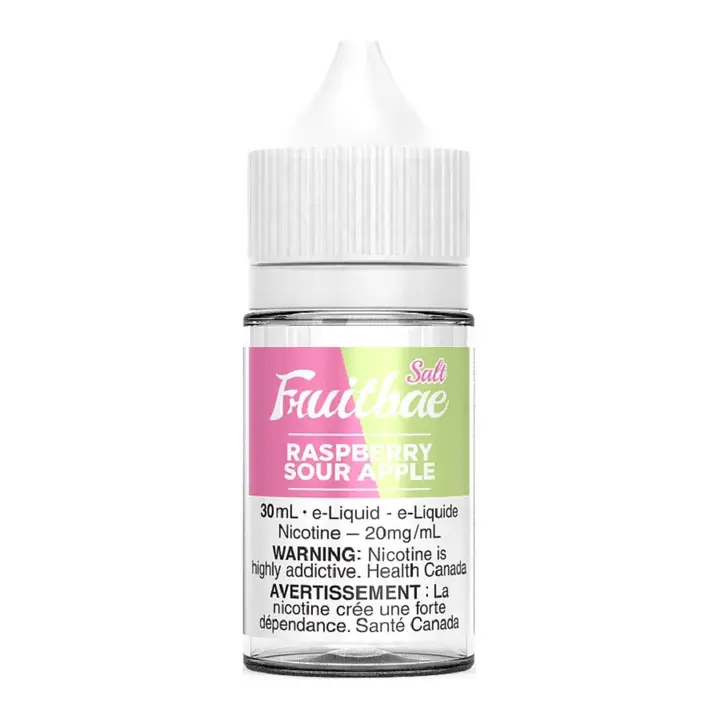 Salt
Fruitbae
RASPBERRY
SOUR APPLE
30mL • e-Liquid - e-Liquide
Nicotine – 20mg/mL
WARNING: Nicotine is
highly addictive. Health Canada
AVERTISSEMENT : La
nicotine crée une forte
dépendance. Santé Canada